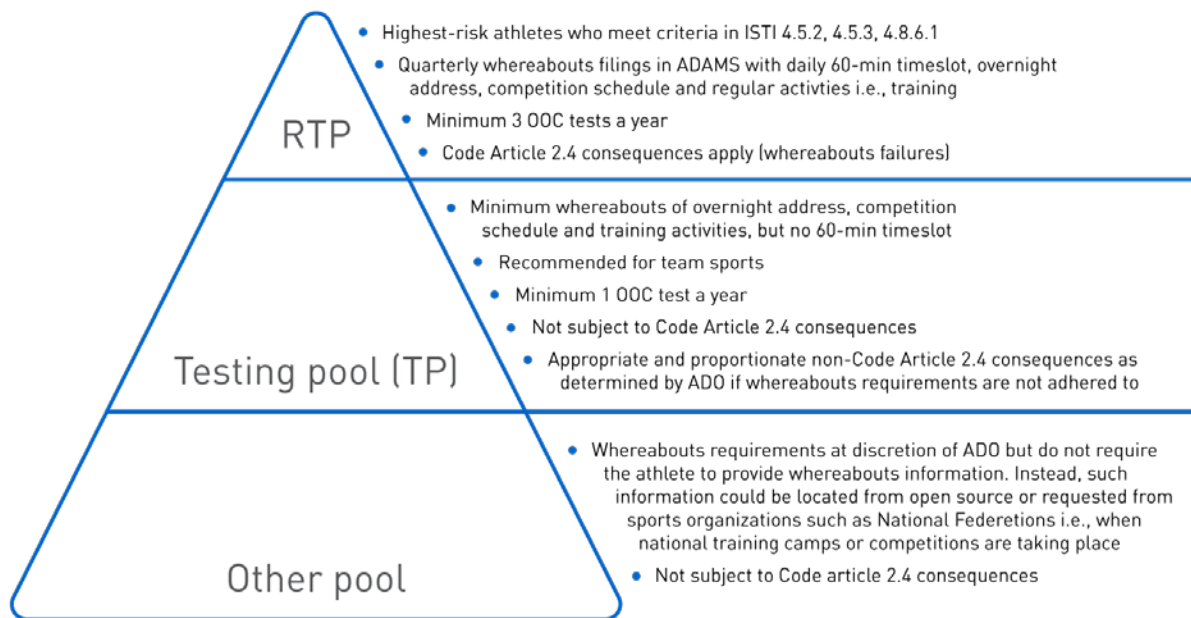 • Highest-risk athletes who meet criteria in ISTI 4.5.2, 4.5.3, 4.8.6.1
• Quarterly whereabouts filings in ADAMS with daily 60-min timeslot, overnight
address, competition schedule and regular activties i.e., training
• Minimum 3 OOC tests a year
RTP
• Code Article 2.4 consequences apply (whereabouts failures)
• Minimum whereabouts of overnight address, competition
schedule and training activities, but no 60-min timeslot
• Recommended for team sports
• Minimum 1 OOC test a year
• Not subject to Code Article 2.4 consequences
Testing pool (TP)
• Appropriate and proportionate non-Code Article 2.4 consequences as
determined by ADO if whereabouts requirements are not adhered to
• Whereabouts requirements at discretion of ADO but do not require
the athlete to provide whereabouts information. Instead, such
information could be located from open source or requested from
sports organizations such as National Federetions i.e., when
national training camps or competitions are taking place
Other pool
• Not subject to Code article 2.4 consequences